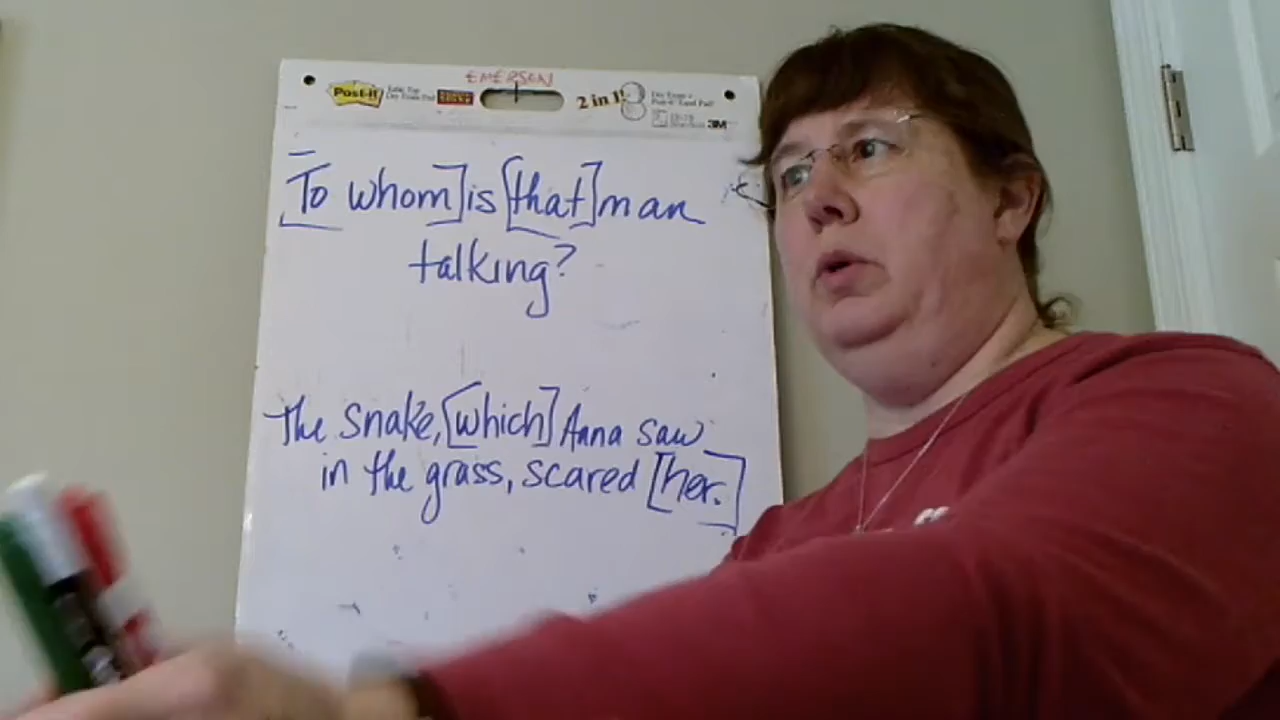 EMERSON
Post-it
2 in 1!
3M
To whom] is [that] man
talking?
The snake, [which] Anna saw
in the grass, scared [her.]